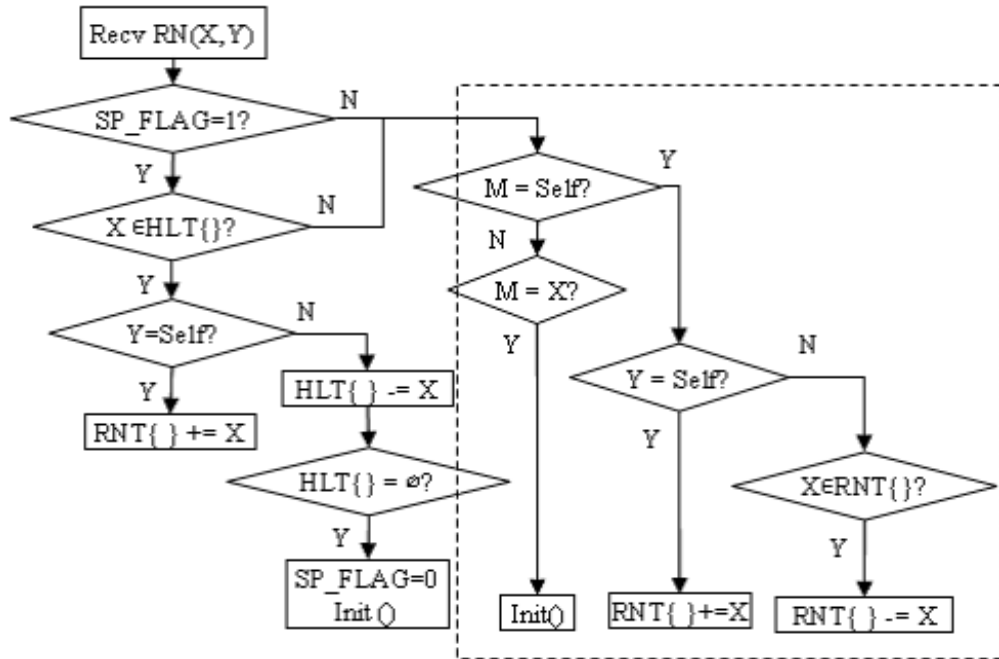 Recv RN(X,Y)
SP_FLAG=1?
N
Y
X ∈HLT{}?
N
Y
Y=Self?
N
Y
RNT{ } += X
HLT{ } -= X
HLT{} = ∅?
Y
SP_FLAG=0
Init ()
M = Self?
Y
N
M = X?
Y
Init()
Y = Self?
N
Y
RNT{ }+=X
X∈RNT{}?
Y
RNT{ } -= X